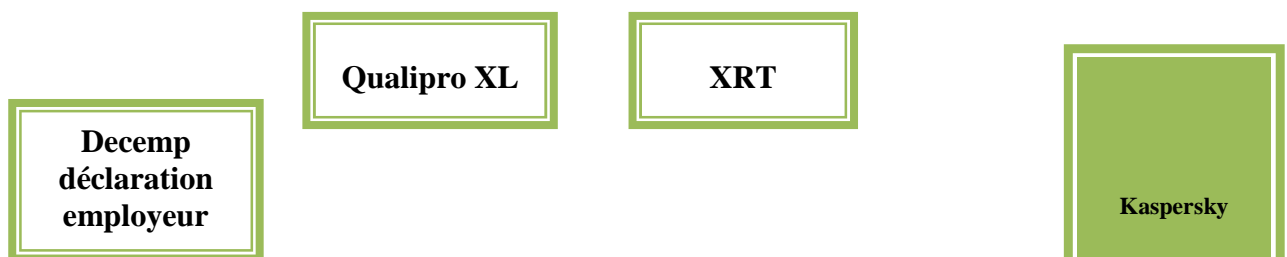 Qualipro XL
XRT
Decemp
déclaration
employeur
Kaspersky